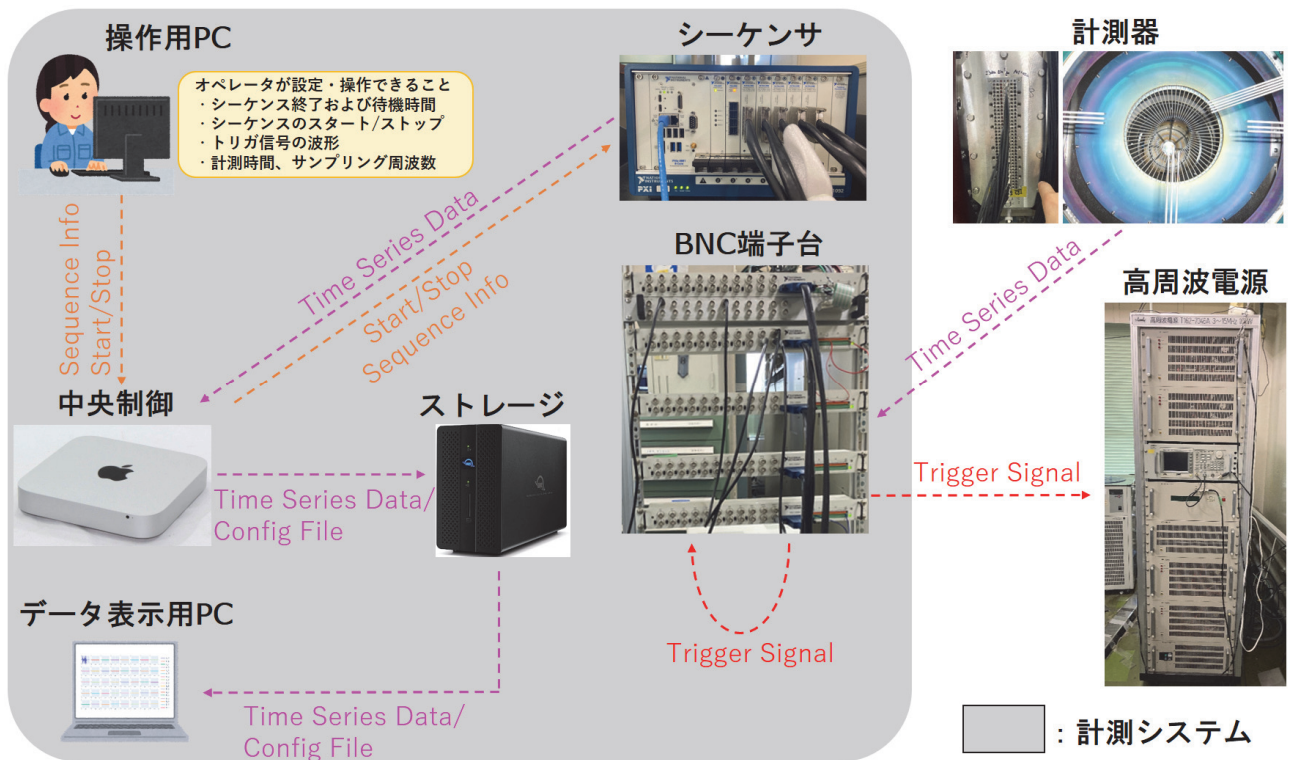 操作用PC
オペレータが設定・操作できること
・シーケンス終了および待機時間
・シーケンスのスタート/ストップ
・トリガ信号の波形
・計測時間、サンプリング周波数
シーケンサ
計測器
Sequence Info
Start/Stop
Time Series Data
Start/Stop
Sequence Info
BNC端子台
Time Series Data
高周波電源
中央制御
ストレージ
Time Series Data/
Config File
Trigger Signal
Trigger Signal
データ表示用PC
Time Series Data/
Config File
：計測システム
PXI